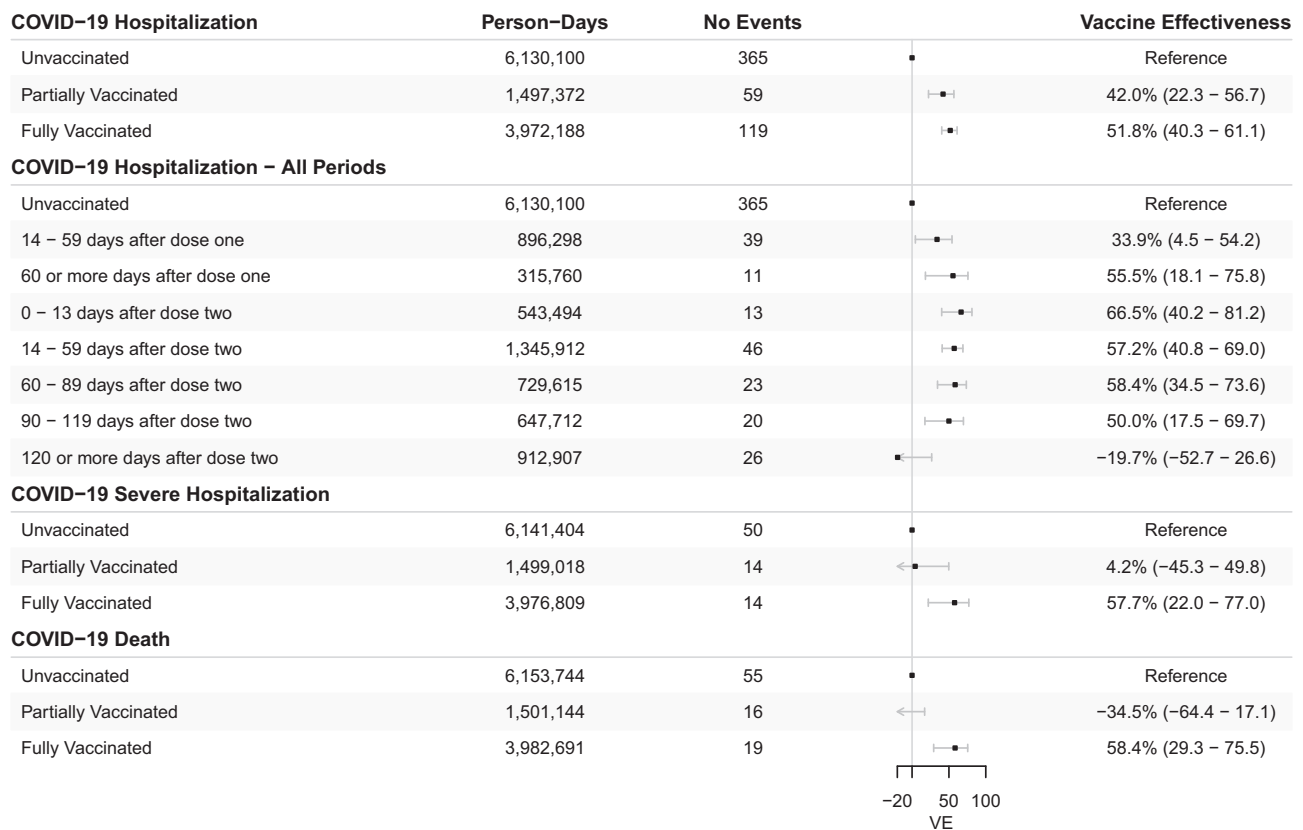 COVID−19 Hospitalization Person−Days No Events Vaccine Effectiveness
Unvaccinated 6,130,100 365 Reference
Partially Vaccinated 1,497,372 59 42.0% (22.3 − 56.7)
Fully Vaccinated 3,972,188 119 51.8% (40.3 − 61.1)
COVID−19 Hospitalization − All Periods
Unvaccinated 6,130,100 365 Reference
14 − 59 days after dose one 896,298 39 33.9% (4.5 − 54.2)
60 or more days after dose one 315,760 11 55.5% (18.1 − 75.8)
0 − 13 days after dose two 543,494 13 66.5% (40.2 − 81.2)
14 − 59 days after dose two 1,345,912 46 57.2% (40.8 − 69.0)
60 − 89 days after dose two 729,615 23 58.4% (34.5 − 73.6)
90 − 119 days after dose two 647,712 20 50.0% (17.5 − 69.7)
120 or more days after dose two 912,907 26 −19.7% (−52.7 − 26.6)
COVID−19 Severe Hospitalization
Unvaccinated 6,141,404 50 Reference
Partially Vaccinated 1,499,018 14 4.2% (−45.3 − 49.8)
Fully Vaccinated 3,976,809 14 57.7% (22.0 − 77.0)
COVID−19 Death
Unvaccinated 6,153,744 55 Reference
Partially Vaccinated 1,501,144 16 −34.5% (−64.4 − 17.1)
Fully Vaccinated 3,982,691 19 58.4% (29.3 − 75.5)
−20 50 100
VE